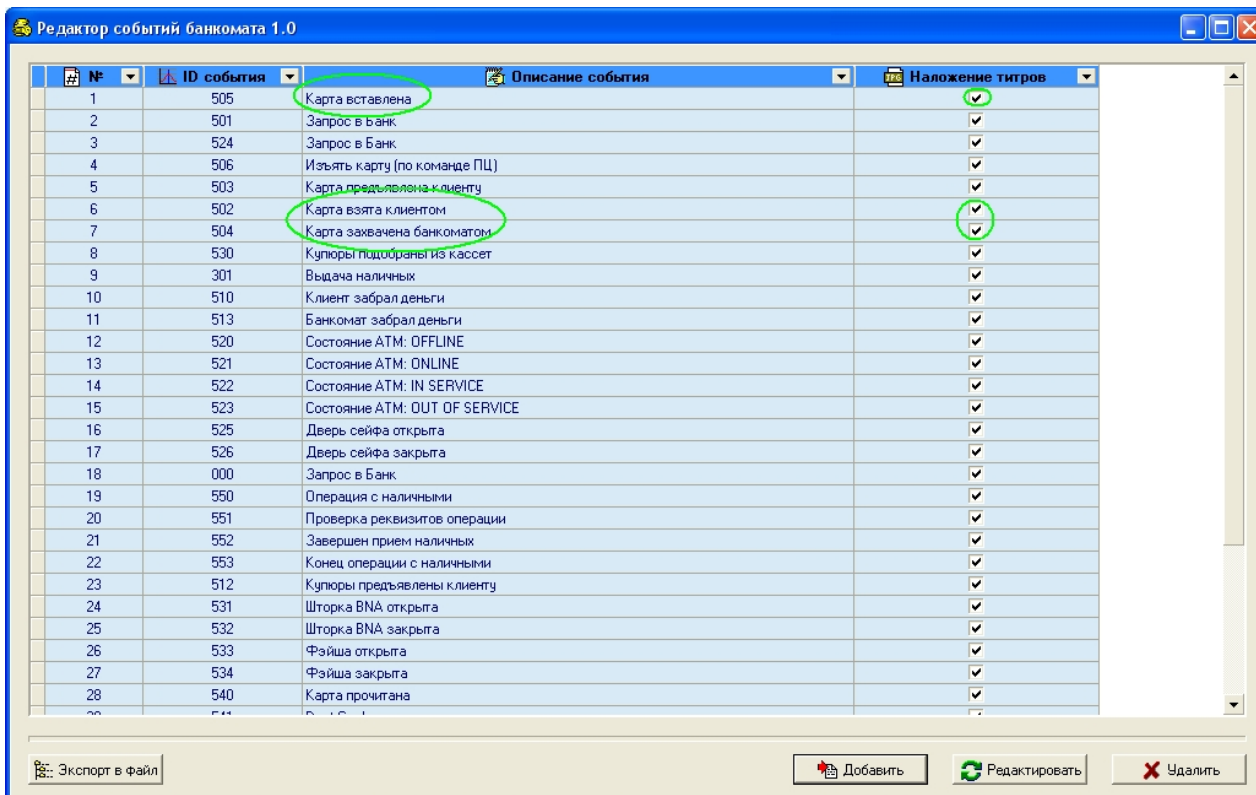 Редактор событий банкомата 1.0
№ ID события Описание события Наложение титров
1 505 Карта вставлена
2 501 Запрос в Банк
3 524 Запрос в Банк
4 506 Изъять карту (по команде ПЦ)
5 503 Карта предъявлена клиенту
6 502 Карта взята клиентом
7 504 Карта захвачена банкоматом
8 530 Купюры подобраны из кассет
9 301 Выдача наличных
10 510 Клиент забрал деньги
11 513 Банкомат забрал деньги
12 520 Состояние ATM: OFFLINE
13 521 Состояние ATM: ONLINE
14 522 Состояние ATM: IN SERVICE
15 523 Состояние ATM: OUT OF SERVICE
16 525 Дверь сейфа открыта
17 526 Дверь сейфа закрыта
18 000 Запрос в Банк
19 550 Операция с наличными
20 551 Проверка реквизитов операции
21 552 Завершен прием наличных
22 553 Конец операции с наличными
23 512 Купюры предъявлены клиенту
24 531 Шторка BNA открыта
25 532 Шторка BNA закрыта
26 533 Фэйша открыта
27 534 Фэйша закрыта
28 540 Карта прочитана
Экспорт в файл Добавить Редактировать Удалить